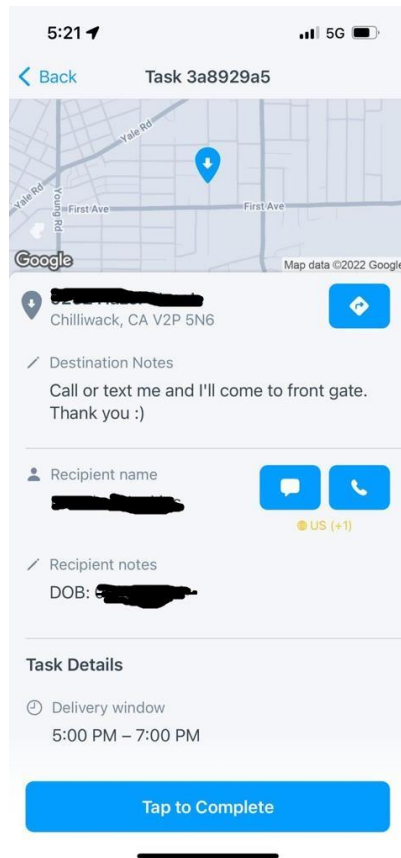 5:21
5G
Back
Task 3a8929a5
Yale Rd
Yale Rd
Young Rd
First Ave
First Ave
Google
Map data ©2022 Google
Chilliwack, CA V2P 5N6
Destination Notes
Call or text me and I'll come to front gate.
Thank you :)
Recipient name
US (+1)
Recipient notes
DOB:
Task Details
Delivery window
5:00 PM – 7:00 PM
Tap to Complete